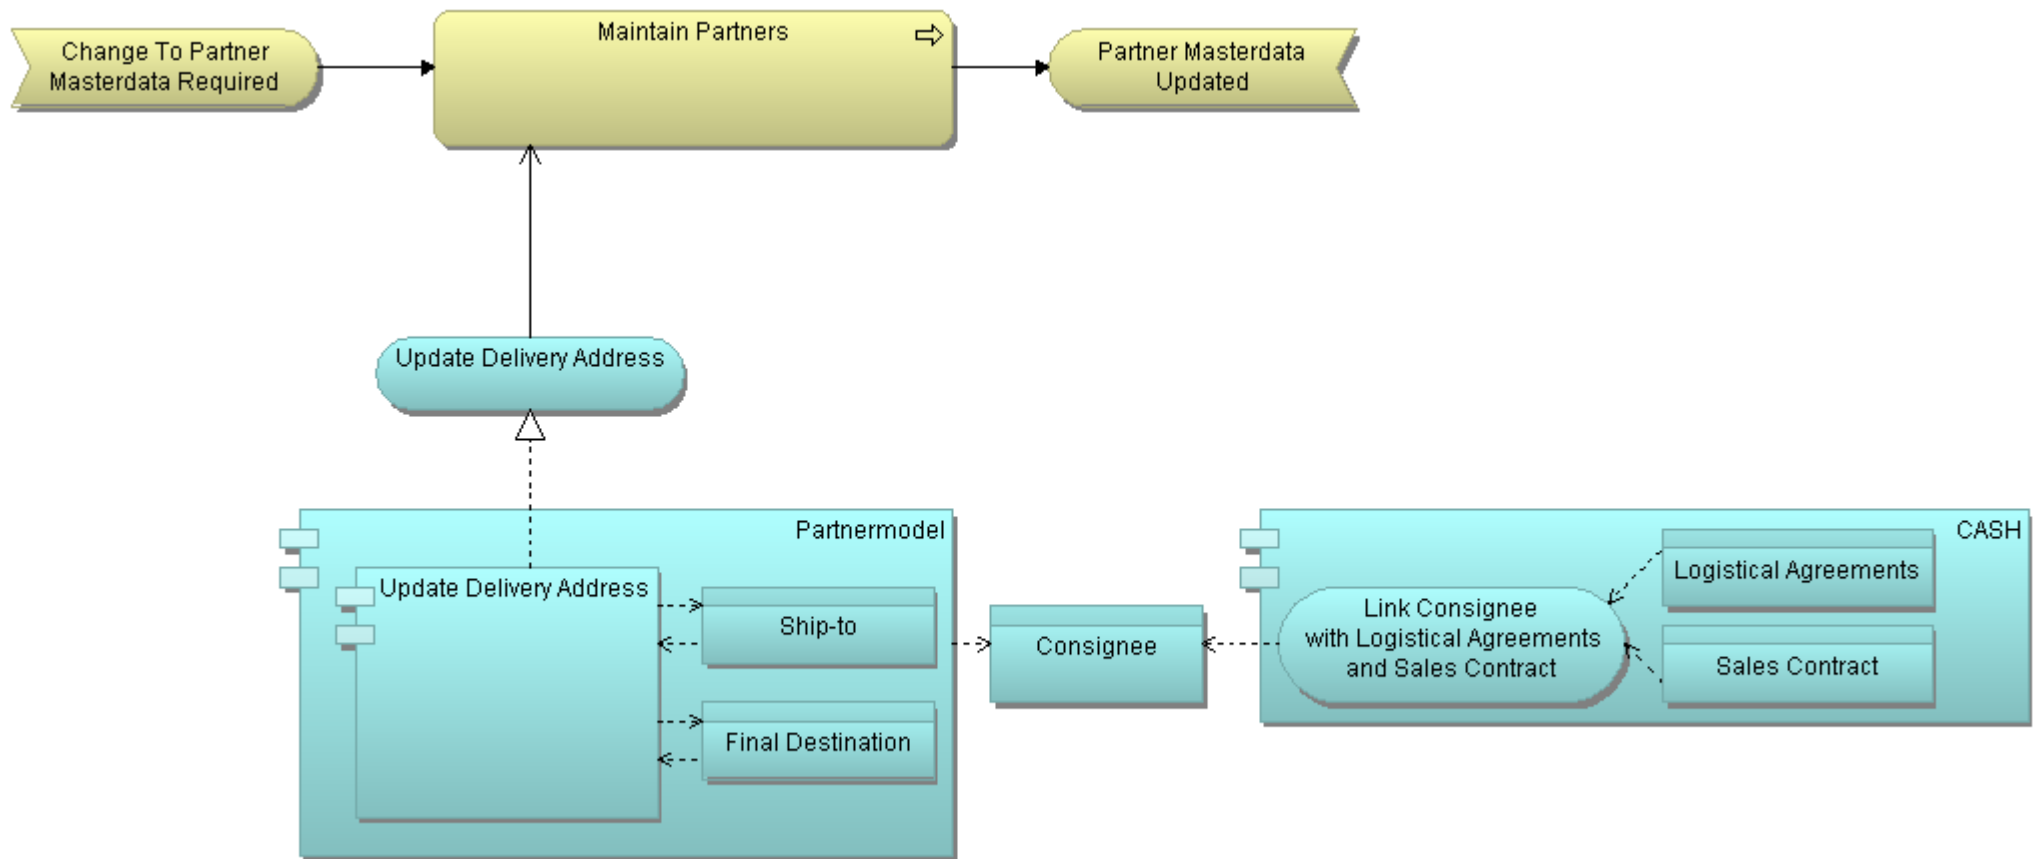 Change To Partner
Masterdata Required
Maintain Partners
Partner Masterdata
Updated
Update Delivery Address
Partnermodel
Update Delivery Address
Ship-to
Final Destination
Consignee
CASH
Link Consignee
with Logistical Agreements
and Sales Contract
Logistical Agreements
Sales Contract